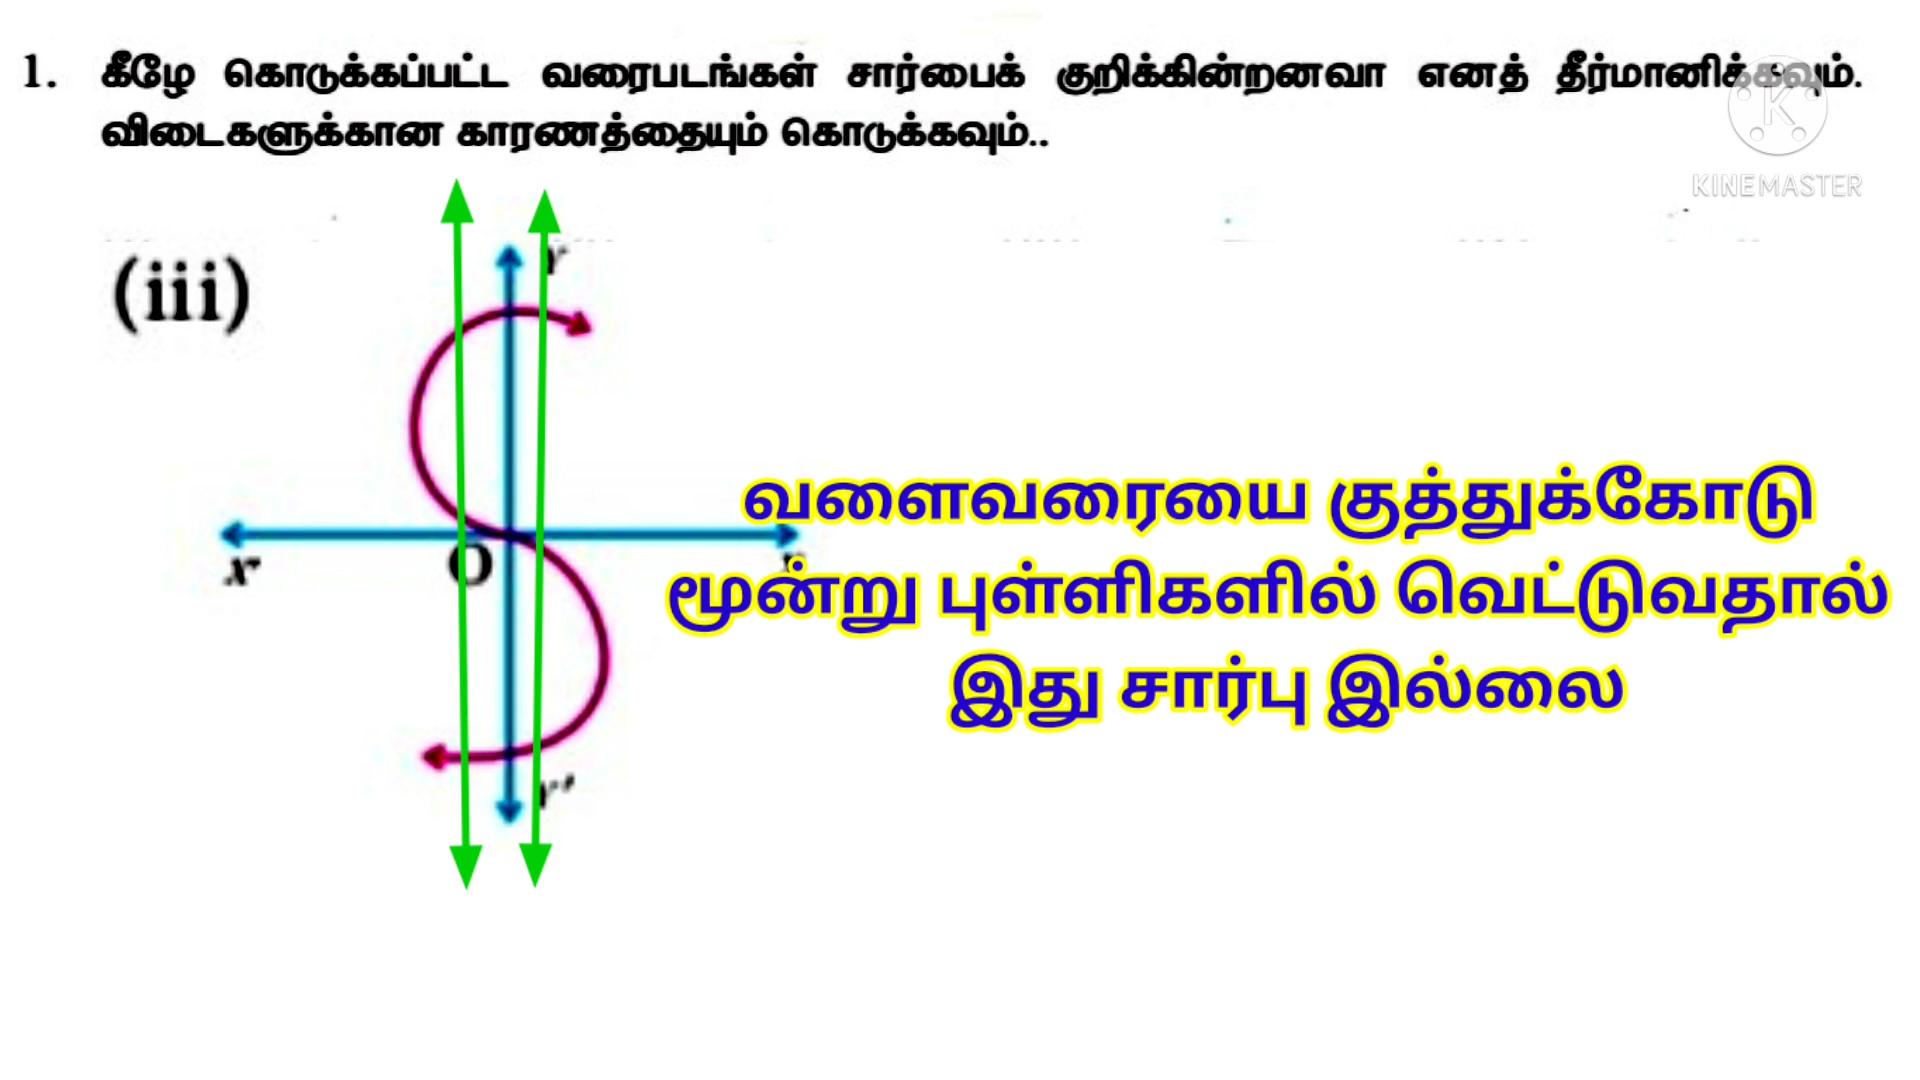 1. கீழே கொடுக்கப்பட்ட வரைபடங்கள் சார்பைக் குறிக்கின்றனவா எனத் தீர்மானிக்கவும்.
விடைகளுக்கான காரணத்தையும் கொடுக்கவும்..
KINEMASTER
(iii)
Y
வளைவரையை குத்துக்கோடு
x'
O
மூன்று புள்ளிகளில் வெட்டுவதால்
இது சார்பு இல்லை
Y'